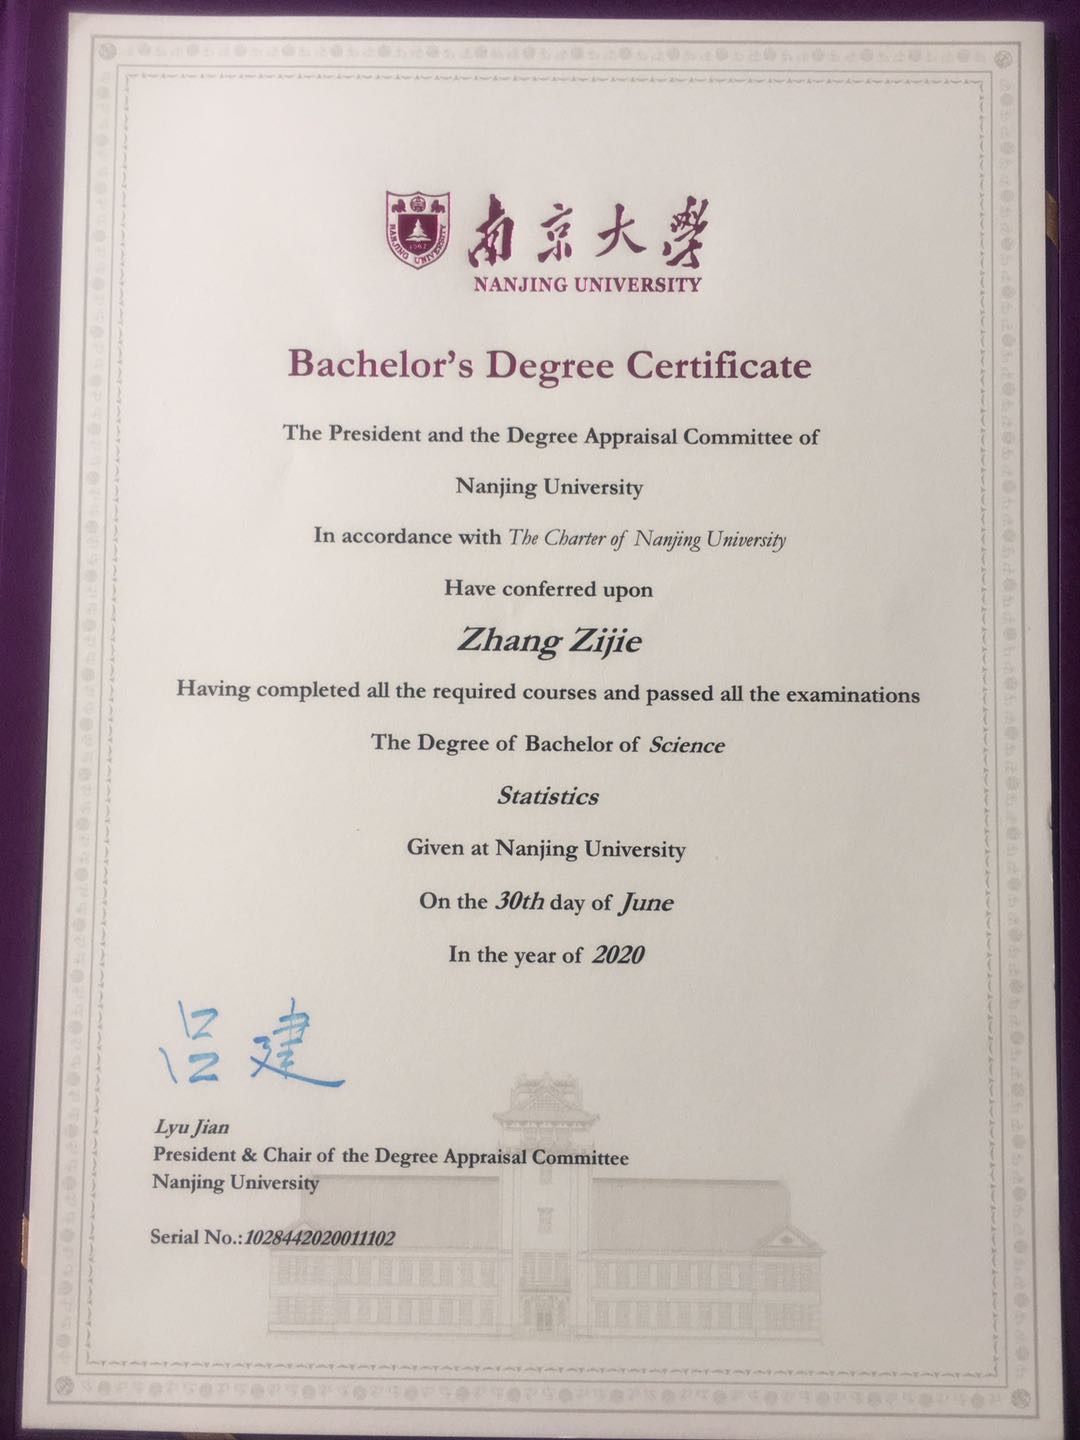 南京大學
NANJING UNIVERSITY
NANJING UNIVERSITY
1902
Bachelor's Degree Certificate
The President and the Degree Appraisal Committee of
Nanjing University
In accordance with The Charter of Nanjing University
Have conferred upon
Zhang Zijie
Having completed all the required courses and passed all the examinations
The Degree of Bachelor of Science
Statistics
Given at Nanjing University
On the 30th day of June
In the year of 2020
吕建
Lyu Jian
President & Chair of the Degree Appraisal Committee
Nanjing University
Serial No.:1028442020011102